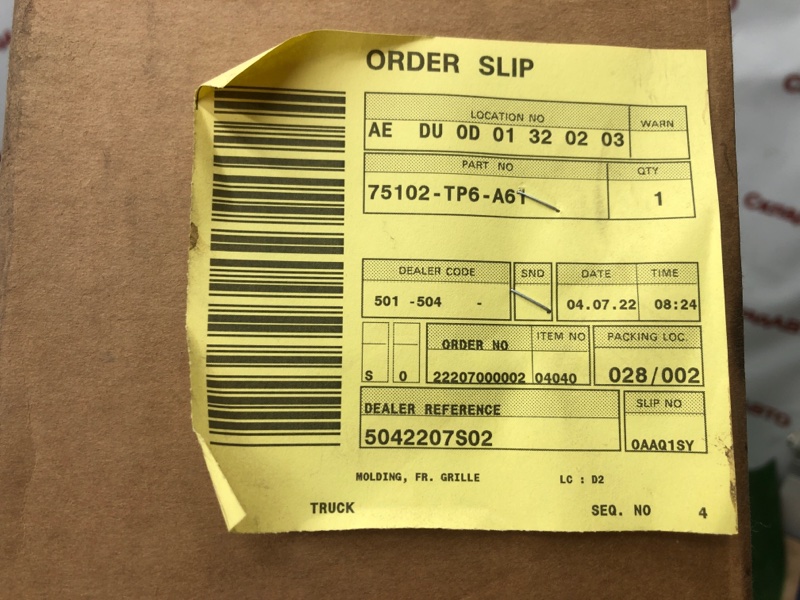 ORDER SLIP
LOCATION NO WARN
AE DU 0D 01 32 02 03
PART NO QTY
75102-TP6-A61 1
DEALER CODE SND DATE TIME
501 -504 - 04.07.22 08:24
ORDER NO ITEM NO PACKING LOC.
S 0 22207000002 04040 028/002
DEALER REFERENCE SLIP NO
5042207S02 0AAQ1SY
MOLDING, FR. GRILLE LC : D2
TRUCK SEQ. NO 4